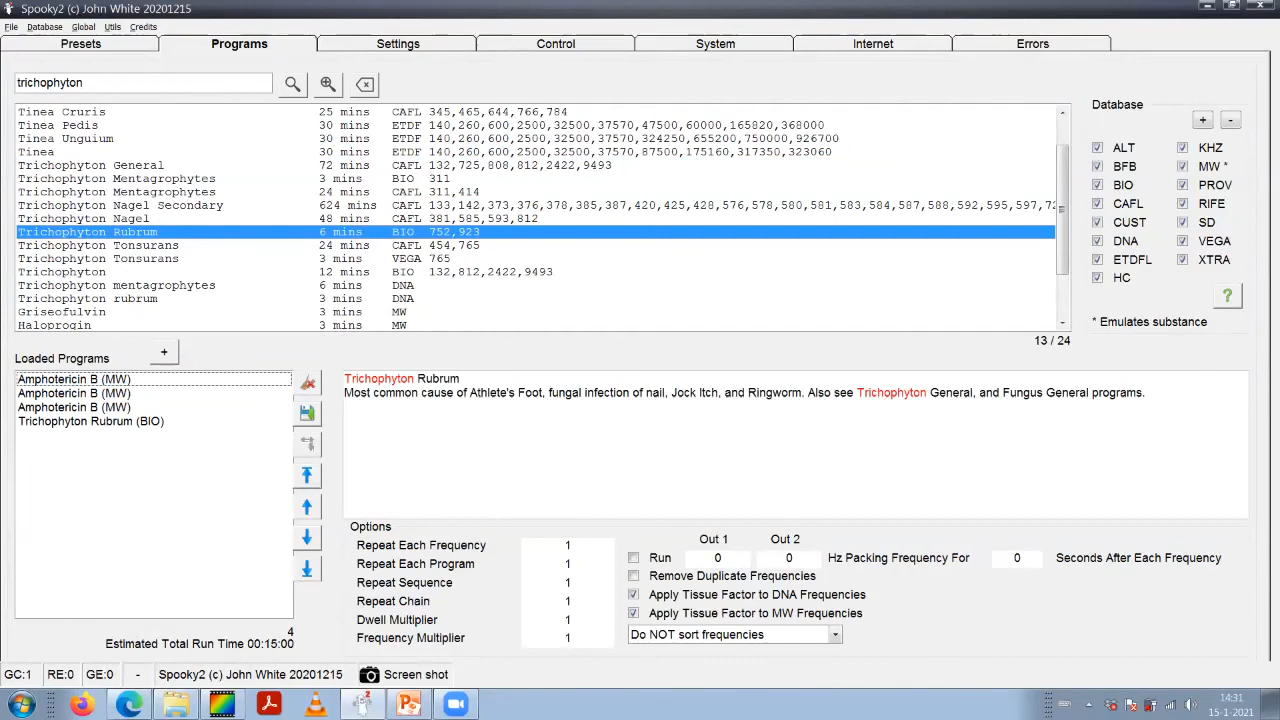 Spooky2 (c) John White 20201215
File Database Global Utils Credits
Presets Programs Settings Control System Internet Errors
trichophyton
Tinea Cruris 25 mins CAFL 345,465,644,766,784
Tinea Pedis 30 mins ETDF 140,260,600,2500,32500,37570,47500,60000,165820,368000
Tinea Unguium 30 mins ETDF 140,260,600,2500,32500,37570,324250,655200,750000,926700
Tinea 30 mins ETDF 140,260,600,2500,32500,37570,87500,175160,317350,323060
Trichophyton General 72 mins CAFL 132,725,808,812,2422,9493
Trichophyton Mentagrophytes 3 mins BIO 311
Trichophyton Mentagrophytes 24 mins CAFL 311,414
Trichophyton Nagel Secondary 624 mins CAFL 133,142,373,376,378,385,387,420,425,428,576,578,580,581,583,584,587,588,592,595,597,72
Trichophyton Nagel 48 mins CAFL 381,585,593,812
Trichophyton Rubrum 6 mins BIO 752,923
Trichophyton Tonsurans 24 mins CAFL 454,765
Trichophyton Tonsurans 3 mins VEGA 765
Trichophyton 12 mins BIO 132,812,2422,9493
Trichophyton mentagrophytes 6 mins DNA
Trichophyton rubrum 3 mins DNA
Griseofulvin 3 mins MW
Haloprogin 3 mins MW
Database
+ -
ALT KHZ
BFB MW *
BIO PROV
CAFL RIFE
CUST SD
DNA VEGA
ETDFL XTRA
HC
?
* Emulates substance
13 / 24
Loaded Programs +
Amphotericin B (MW)
Amphotericin B (MW)
Amphotericin B (MW)
Trichophyton Rubrum (BIO)
4
Estimated Total Run Time 00:15:00
Trichophyton Rubrum
Most common cause of Athlete's Foot, fungal infection of nail, Jock Itch, and Ringworm. Also see Trichophyton General, and Fungus General programs.
Options
Repeat Each Frequency 1
Repeat Each Program 1
Repeat Sequence 1
Repeat Chain 1
Dwell Multiplier 1
Frequency Multiplier 1
Out 1 Out 2
Run 0 0 Hz Packing Frequency For 0 Seconds After Each Frequency
Remove Duplicate Frequencies
Apply Tissue Factor to DNA Frequencies
Apply Tissue Factor to MW Frequencies
Do NOT sort frequencies
GC:1 RE:0 GE:0 - Spooky2 (c) John White 20201215 Screen shot
14:31
15-1-2021